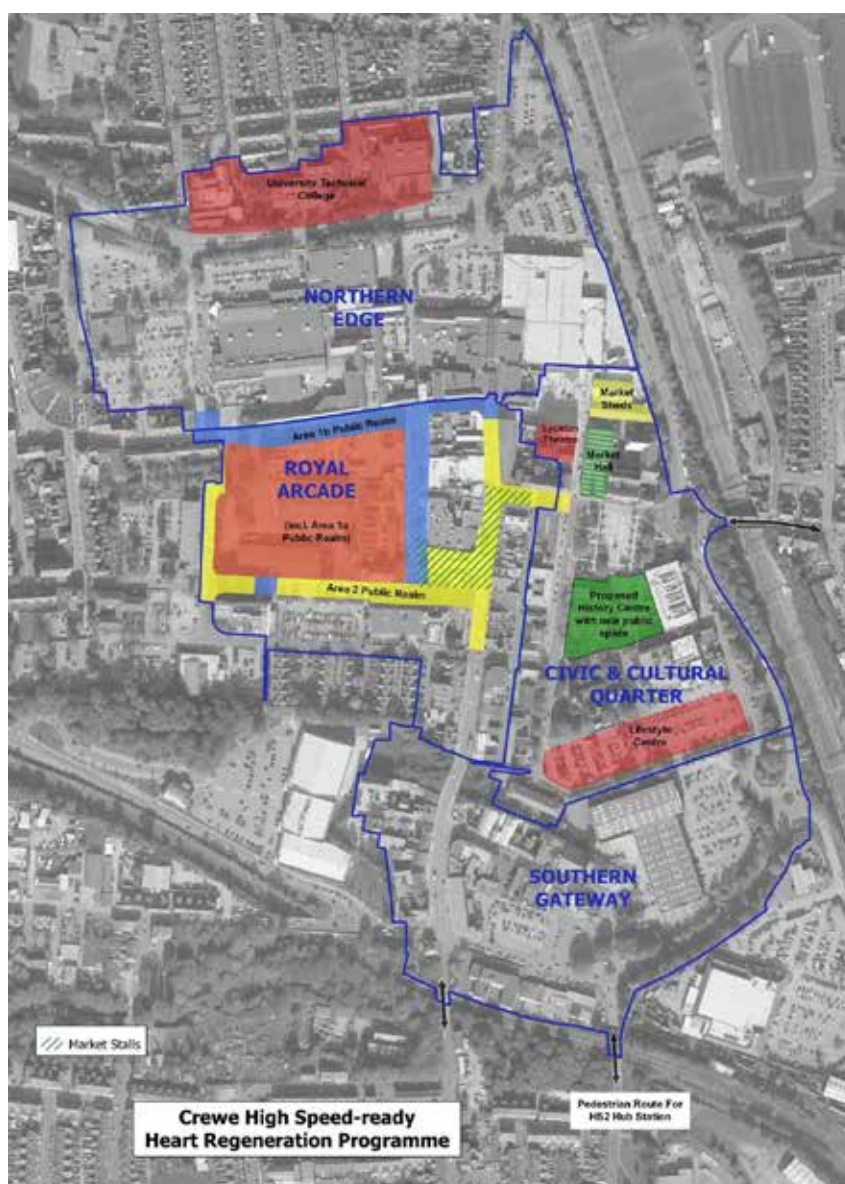 University Technical
College
NORTHERN
EDGE
Market
Sheds
Lyceum
Theatre
Market
Hall
Area 1b Public Realm
ROYAL
ARCADE
(incl. Area 1a
Public Realm)
Area 2 Public Realm
Proposed
History Centre
with new public
space
CIVIC & CULTURAL
QUARTER
Lifestyle
Centre
SOUTHERN
GATEWAY
Market Stalls
Crewe High Speed-ready
Heart Regeneration Programme
Pedestrian Route For
HS2 Hub Station